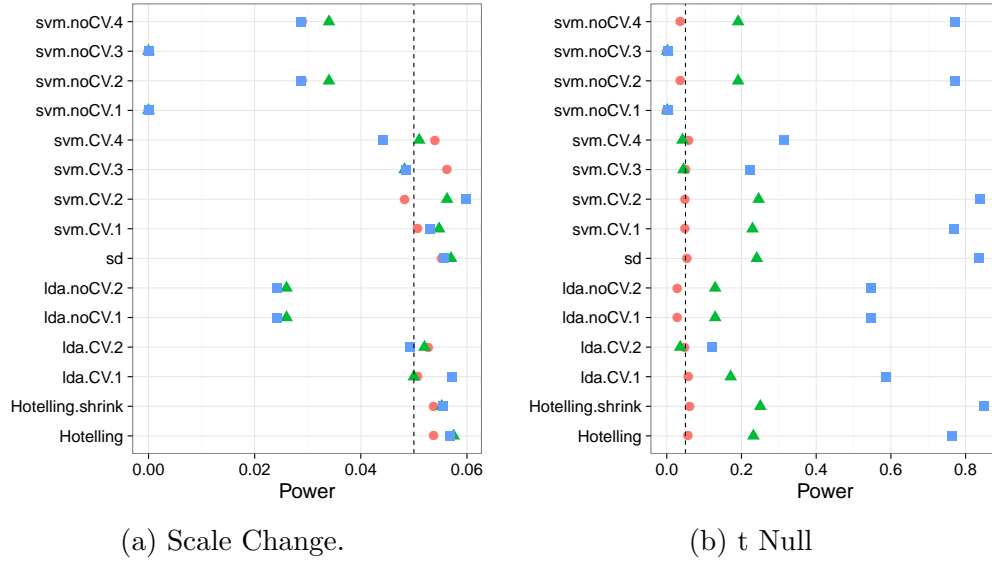 svm.noCV.4
svm.noCV.3
svm.noCV.2
svm.noCV.1
svm.CV.4
svm.CV.3
svm.CV.2
svm.CV.1
sd
lda.noCV.2
lda.noCV.1
lda.CV.2
lda.CV.1
Hotelling.shrink
Hotelling
0.00 0.02 0.04 0.06
Power
(a) Scale Change.
svm.noCV.4
svm.noCV.3
svm.noCV.2
svm.noCV.1
svm.CV.4
svm.CV.3
svm.CV.2
svm.CV.1
sd
lda.noCV.2
lda.noCV.1
lda.CV.2
lda.CV.1
Hotelling.shrink
Hotelling
0.0 0.2 0.4 0.6 0.8
Power
(b) t Null